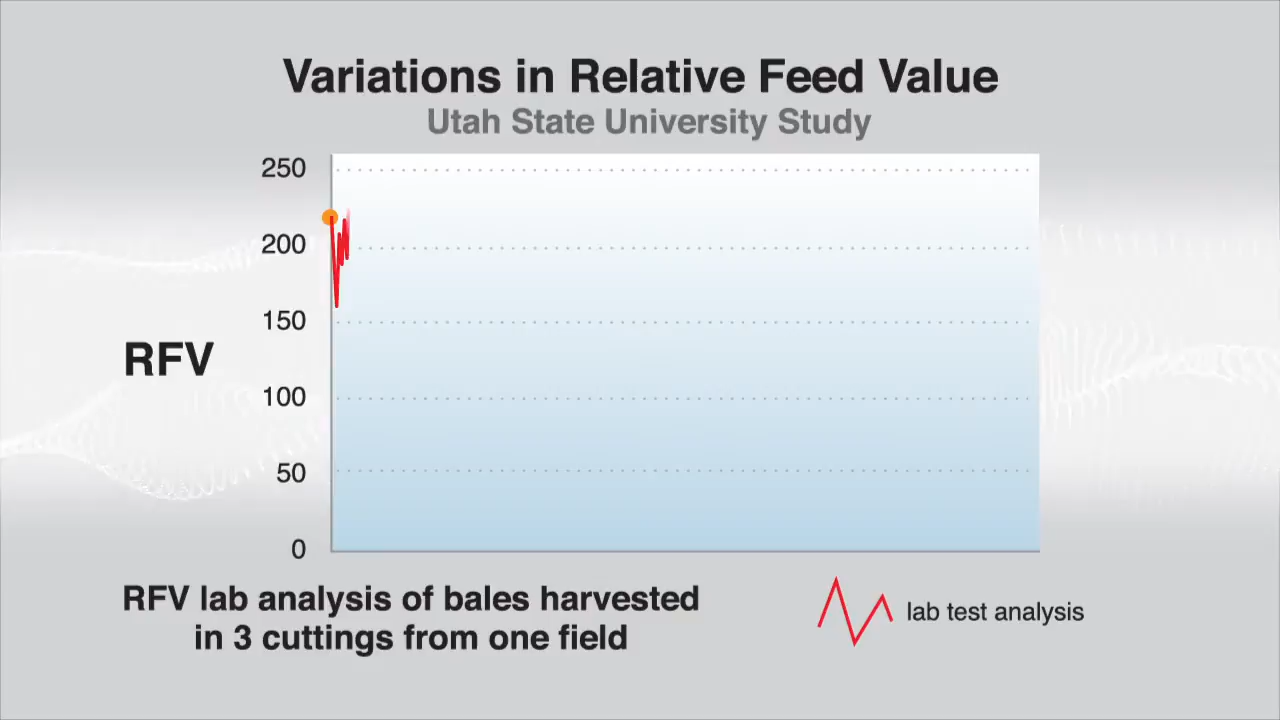 Variations in Relative Feed Value
Utah State University Study
250
200
150
RFV
100
50
0
RFV lab analysis of bales harvested
in 3 cuttings from one field
lab test analysis